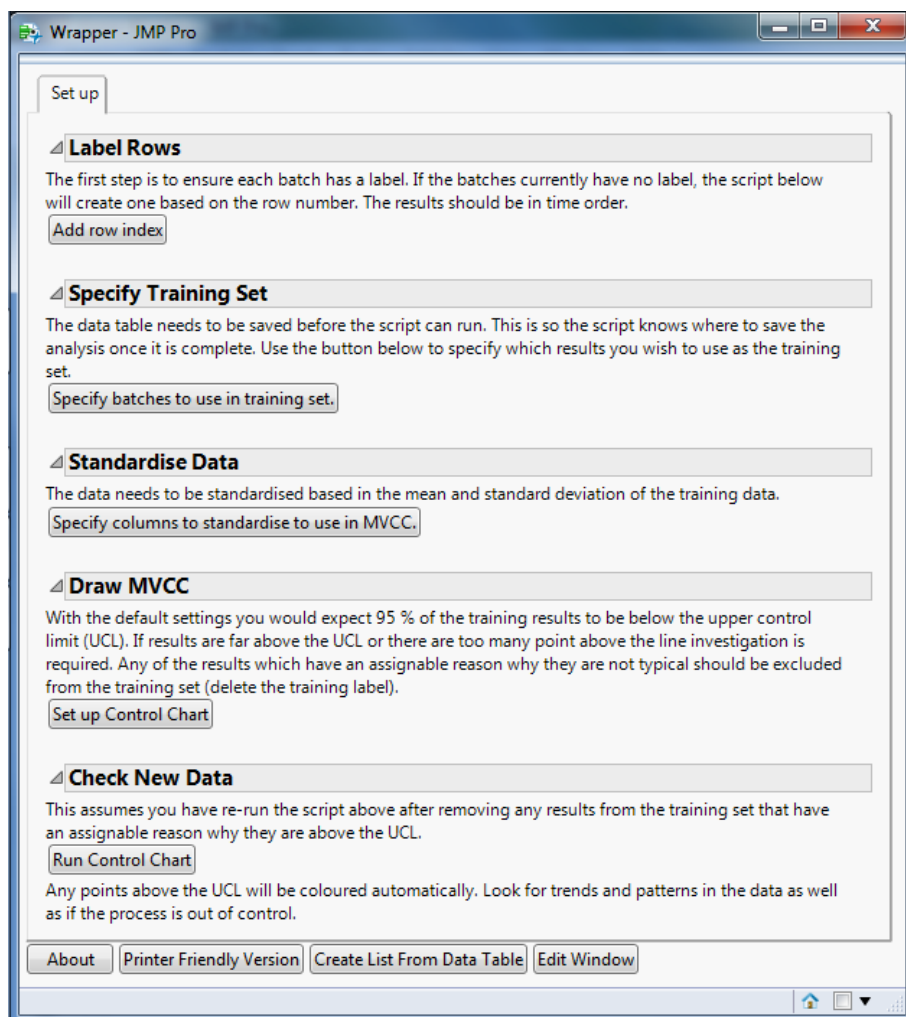 Wrapper - JMP Pro
Set up
Label Rows
The first step is to ensure each batch has a label. If the batches currently have no label, the script below
will create one based on the row number. The results should be in time order.
Add row index
Specify Training Set
The data table needs to be saved before the script can run. This is so the script knows where to save the
analysis once it is complete. Use the button below to specify which results you wish to use as the training
set.
Specify batches to use in training set.
Standardise Data
The data needs to be standardised based in the mean and standard deviation of the training data.
Specify columns to standardise to use in MVCC.
Draw MVCC
With the default settings you would expect 95 % of the training results to be below the upper control
limit (UCL). If results are far above the UCL or there are too many point above the line investigation is
required. Any of the results which have an assignable reason why they are not typical should be excluded
from the training set (delete the training label).
Set up Control Chart
Check New Data
This assumes you have re-run the script above after removing any results from the training set that have
an assignable reason why they are above the UCL.
Run Control Chart
Any points above the UCL will be coloured automatically. Look for trends and patterns in the data as well
as if the process is out of control.
About Printer Friendly Version Create List From Data Table Edit Window